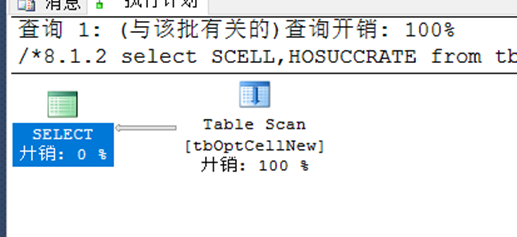 消息 执行计划
查询 1: (与该批有关的)查询开销: 100%
/*8.1.2 select SCELL,HOSUCCRATE from tb
SELECT
开销: 0 %
Table Scan
[tbOptCellNew]
开销: 100 %